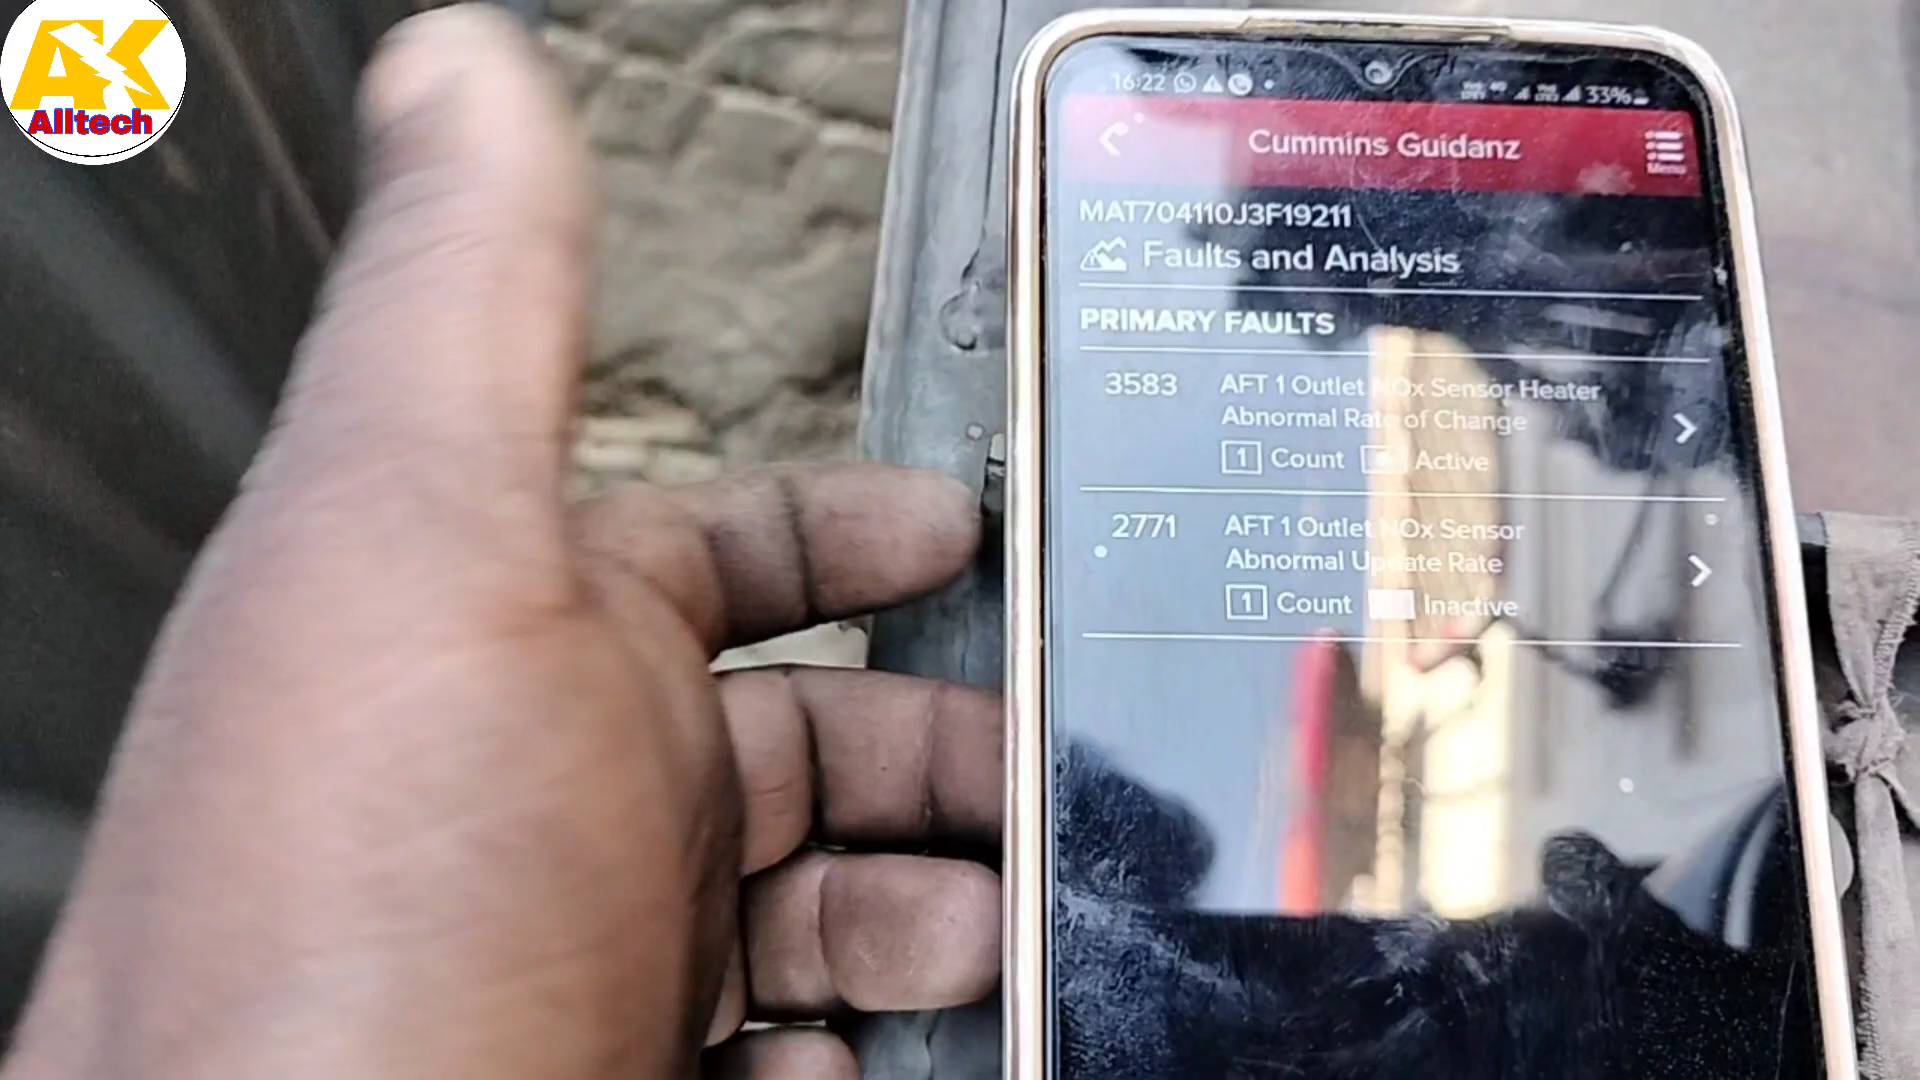 AK
Alltech
16:22
33%
Cummins Guidanz
Menu
MAT704110J3F19211
Faults and Analysis
PRIMARY FAULTS
3583 AFT 1 Outlet NOx Sensor Heater
Abnormal Rate of Change
1 Count Active
2771 AFT 1 Outlet NOx Sensor
Abnormal Update Rate
1 Count Inactive